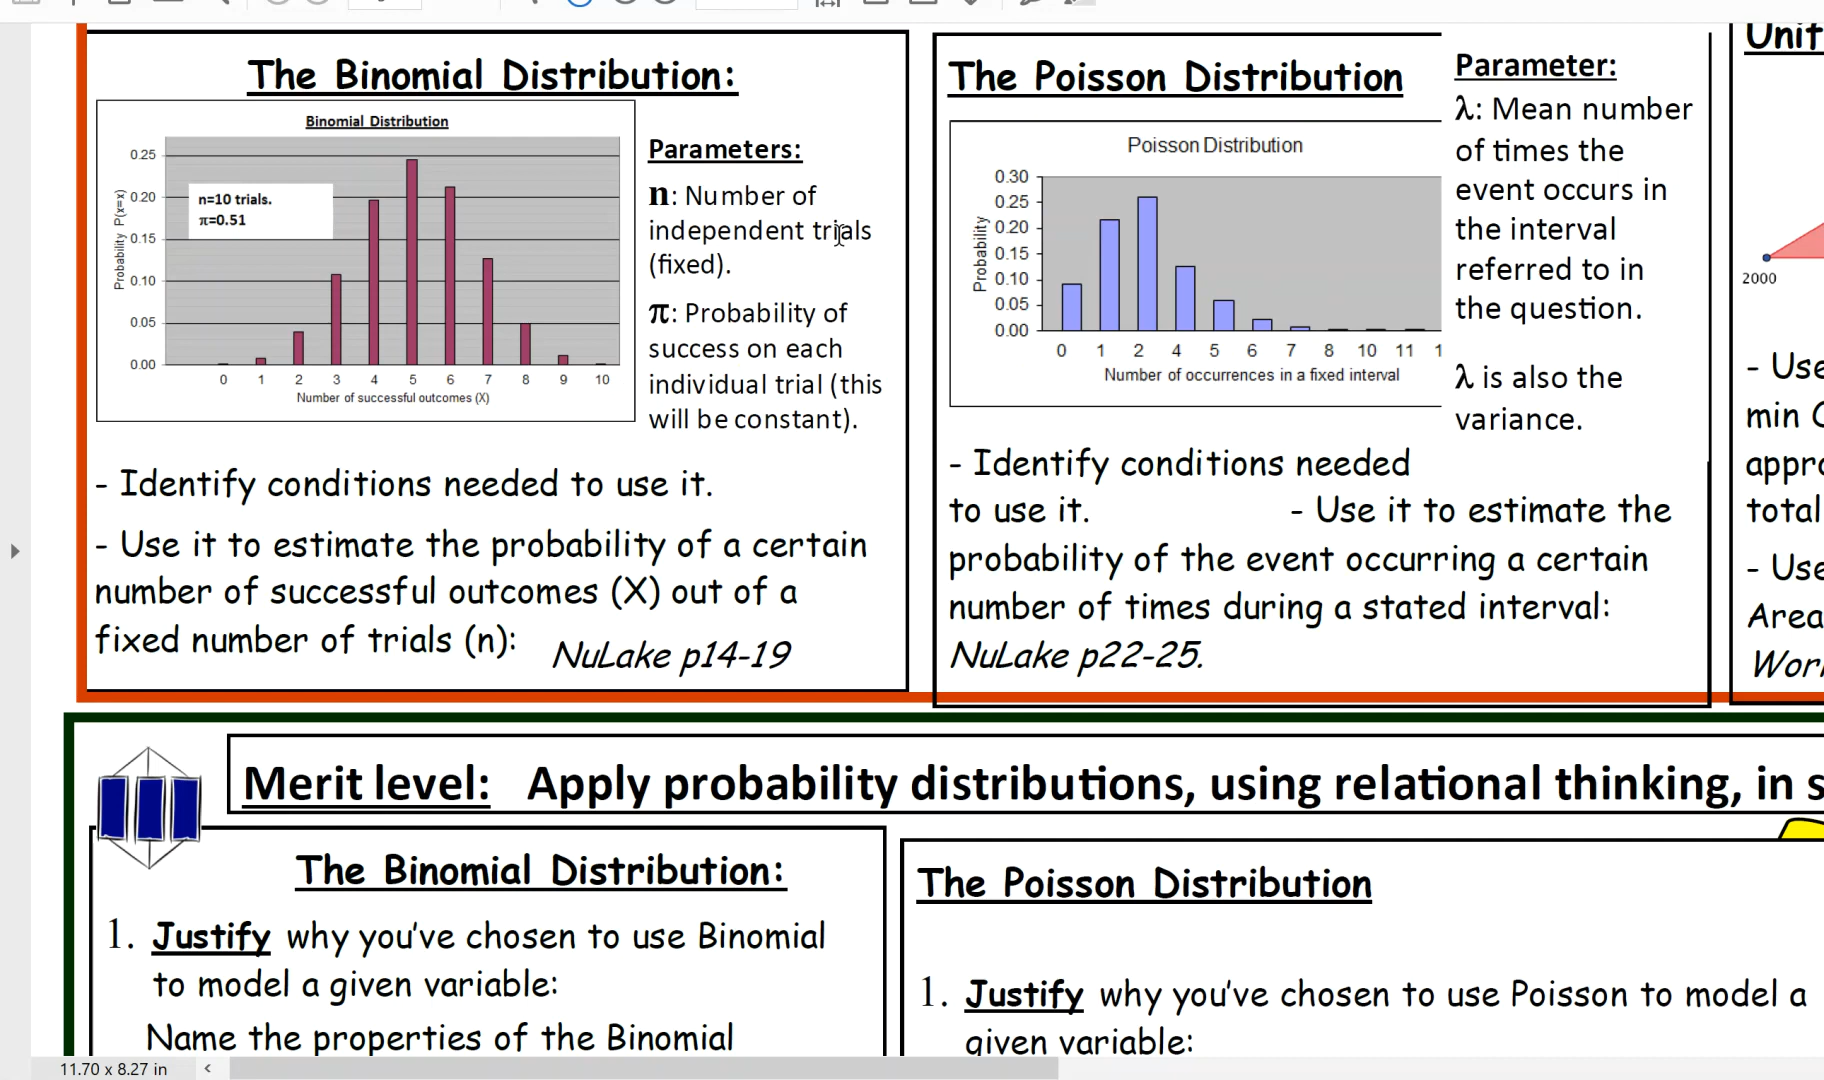 The Binomial Distribution:
Binomial Distribution
0.25
0.20
0.15
0.10
0.05
0.00
Probability P(x=x)
n=10 trials.
π=0.51
0 1 2 3 4 5 6 7 8 9 10
Number of successful outcomes (X)
Parameters:
n: Number of
independent trials
(fixed).
π: Probability of
success on each
individual trial (this
will be constant).
- Identify conditions needed to use it.
- Use it to estimate the probability of a certain
number of successful outcomes (X) out of a
fixed number of trials (n):
NuLake p14-19
The Poisson Distribution
Poisson Distribution
0.30
0.25
0.20
0.15
0.10
0.05
0.00
Probability
0 1 2 4 5 6 7 8 10 11 1
Number of occurrences in a fixed interval
Parameter:
λ: Mean number
of times the
event occurs in
the interval
referred to in
the question.
λ is also the
variance.
- Identify conditions needed
to use it. - Use it to estimate the
probability of the event occurring a certain
number of times during a stated interval:
NuLake p22-25.
Unif
2000
- Use
min
appro
total
- Use
Area
Wor
Merit level: Apply probability distributions, using relational thinking, in s
The Binomial Distribution:
1. Justify why you've chosen to use Binomial
to model a given variable:
Name the properties of the Binomial
The Poisson Distribution
1. Justify why you've chosen to use Poisson to model a
given variable:
11.70 x 8.27 in